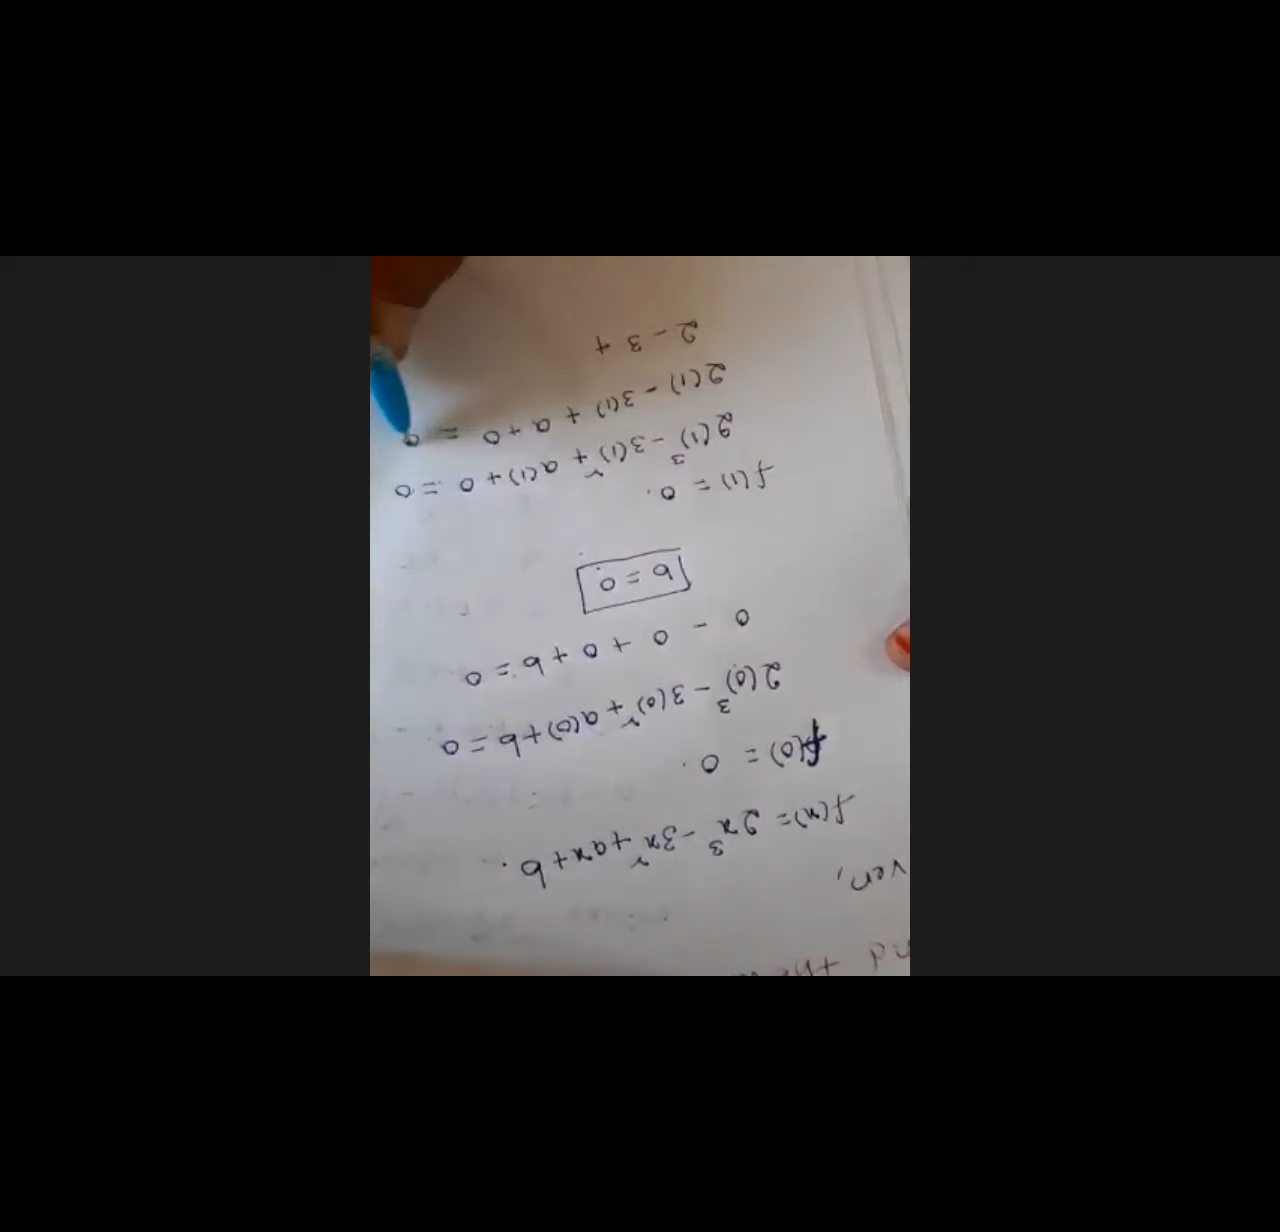 ven,
f(x) = 2x³ - 3x² + ax + b.
f(0) = 0.
2(0)³ - 3(0)² + a(0) + b = 0
0 - 0 + 0 + b = 0
b = 0
f(1) = 0.
2(1)³ - 3(1)² + a(1) + 0 = 0
2(1) - 3(1) + a + 0 = 0
2 - 3 +